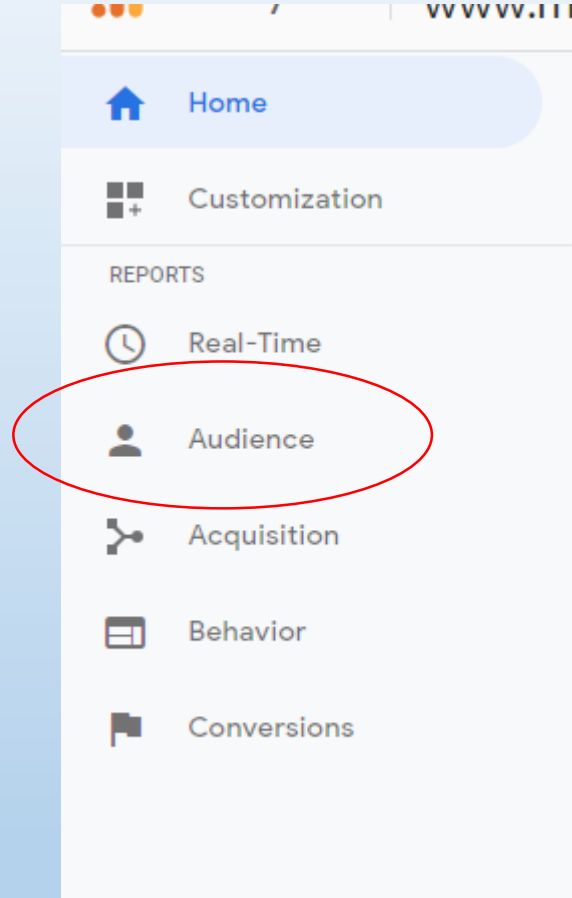 Home
Customization
REPORTS
Real-Time
Audience
Acquisition
Behavior
Conversions